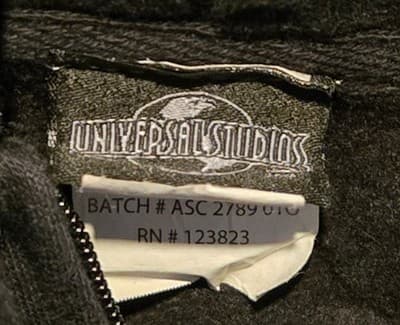 UNIVERSAL STUDIOS
BATCH # ASC 2789
RN # 123823